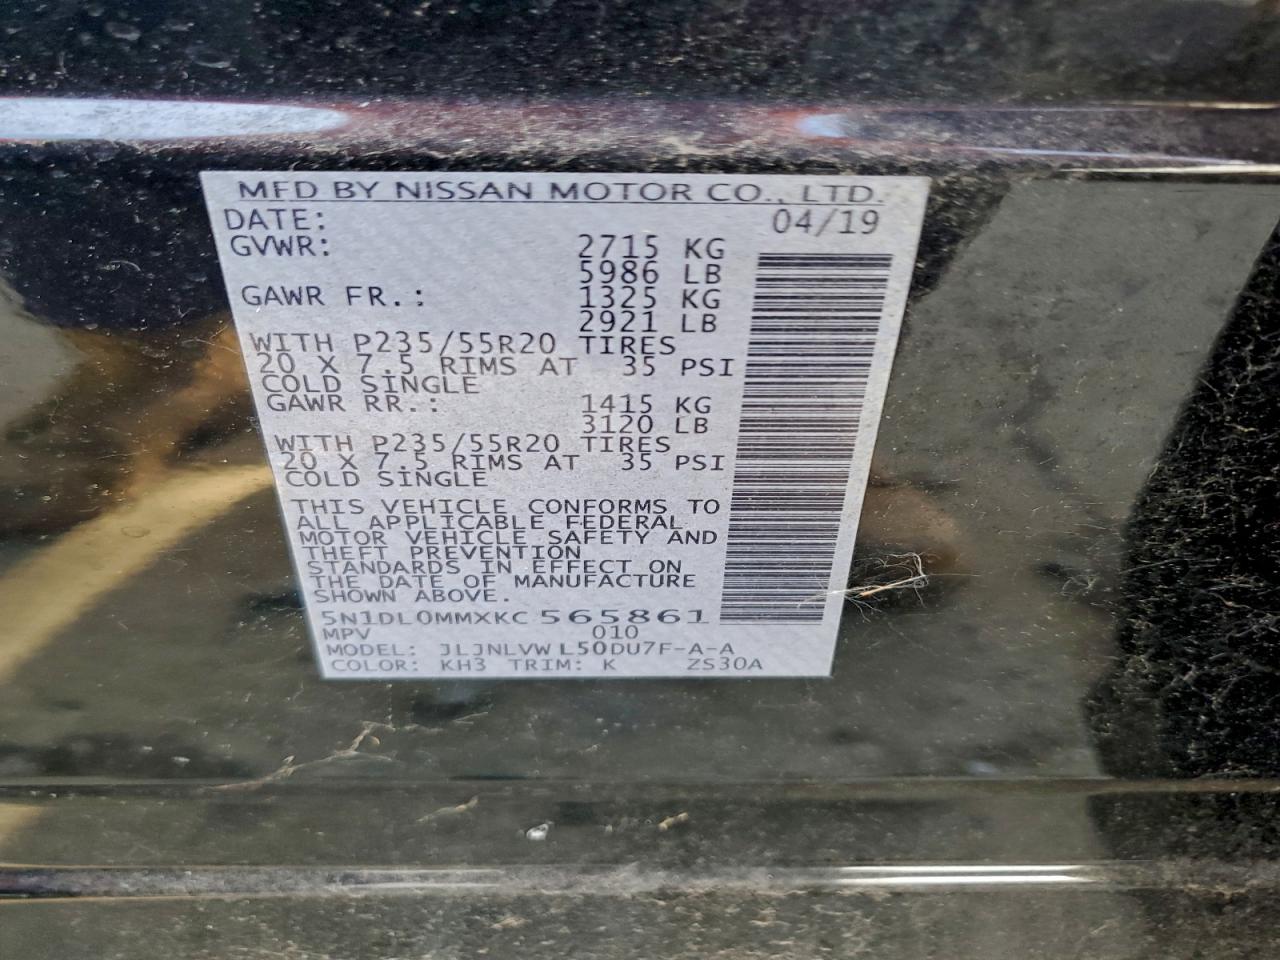 MFD BY NISSAN MOTOR CO., LTD.
DATE: 04/19
GVWR: 2715 KG
5986 LB
GAWR FR.: 1325 KG
2921 LB
WITH P235/55R20 TIRES
20 X 7.5 RIMS AT 35 PSI
COLD SINGLE
GAWR RR.: 1415 KG
3120 LB
WITH P235/55R20 TIRES
20 X 7.5 RIMS AT 35 PSI
COLD SINGLE
THIS VEHICLE CONFORMS TO
ALL APPLICABLE FEDERAL
MOTOR VEHICLE SAFETY AND
THEFT PREVENTION
STANDARDS IN EFFECT ON
THE DATE OF MANUFACTURE
SHOWN ABOVE.
5N1DL0MMXKC565861
MPV 010
MODEL: JLJNLVWL50DU7F-A-A
COLOR: KH3 TRIM: K ZS30A